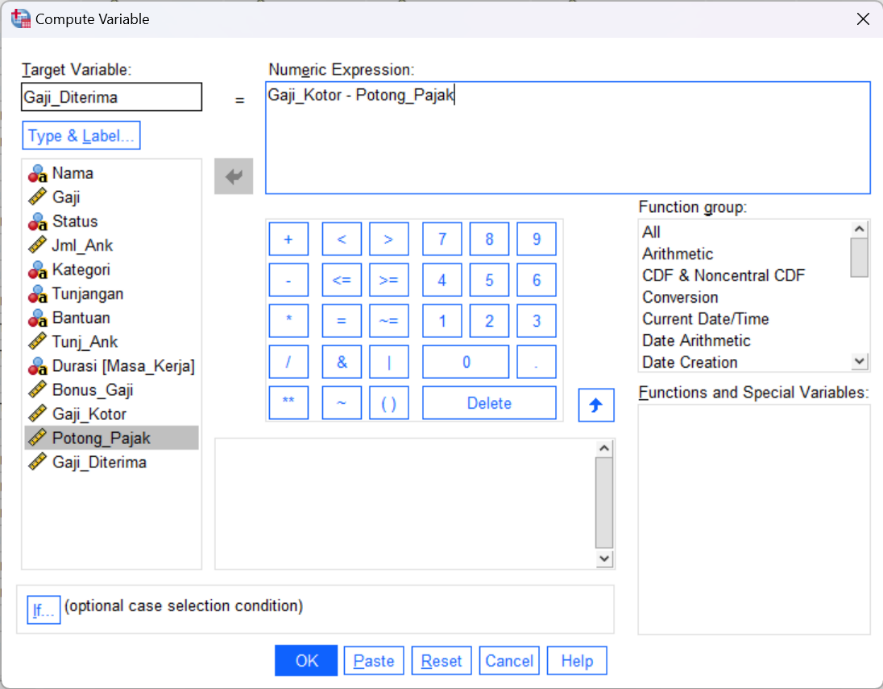 Compute Variable
Target Variable:
Gaji_Diterima
=
Numeric Expression:
Gaji_Kotor - Potong_Pajak
Type & Label...
Nama
Gaji
Status
Jml_Ank
Kategori
Tunjangan
Bantuan
Tunj_Ank
Durasi [Masa_Kerja]
Bonus_Gaji
Gaji_Kotor
Potong_Pajak
Gaji_Diterima
+ < > 7 8 9
- <= >= 4 5 6
* = ~= 1 2 3
/ & | 0 .
** ~ ( ) Delete
Function group:
All
Arithmetic
CDF & Noncentral CDF
Conversion
Current Date/Time
Date Arithmetic
Date Creation
Functions and Special Variables:
If... (optional case selection condition)
OK Paste Reset Cancel Help